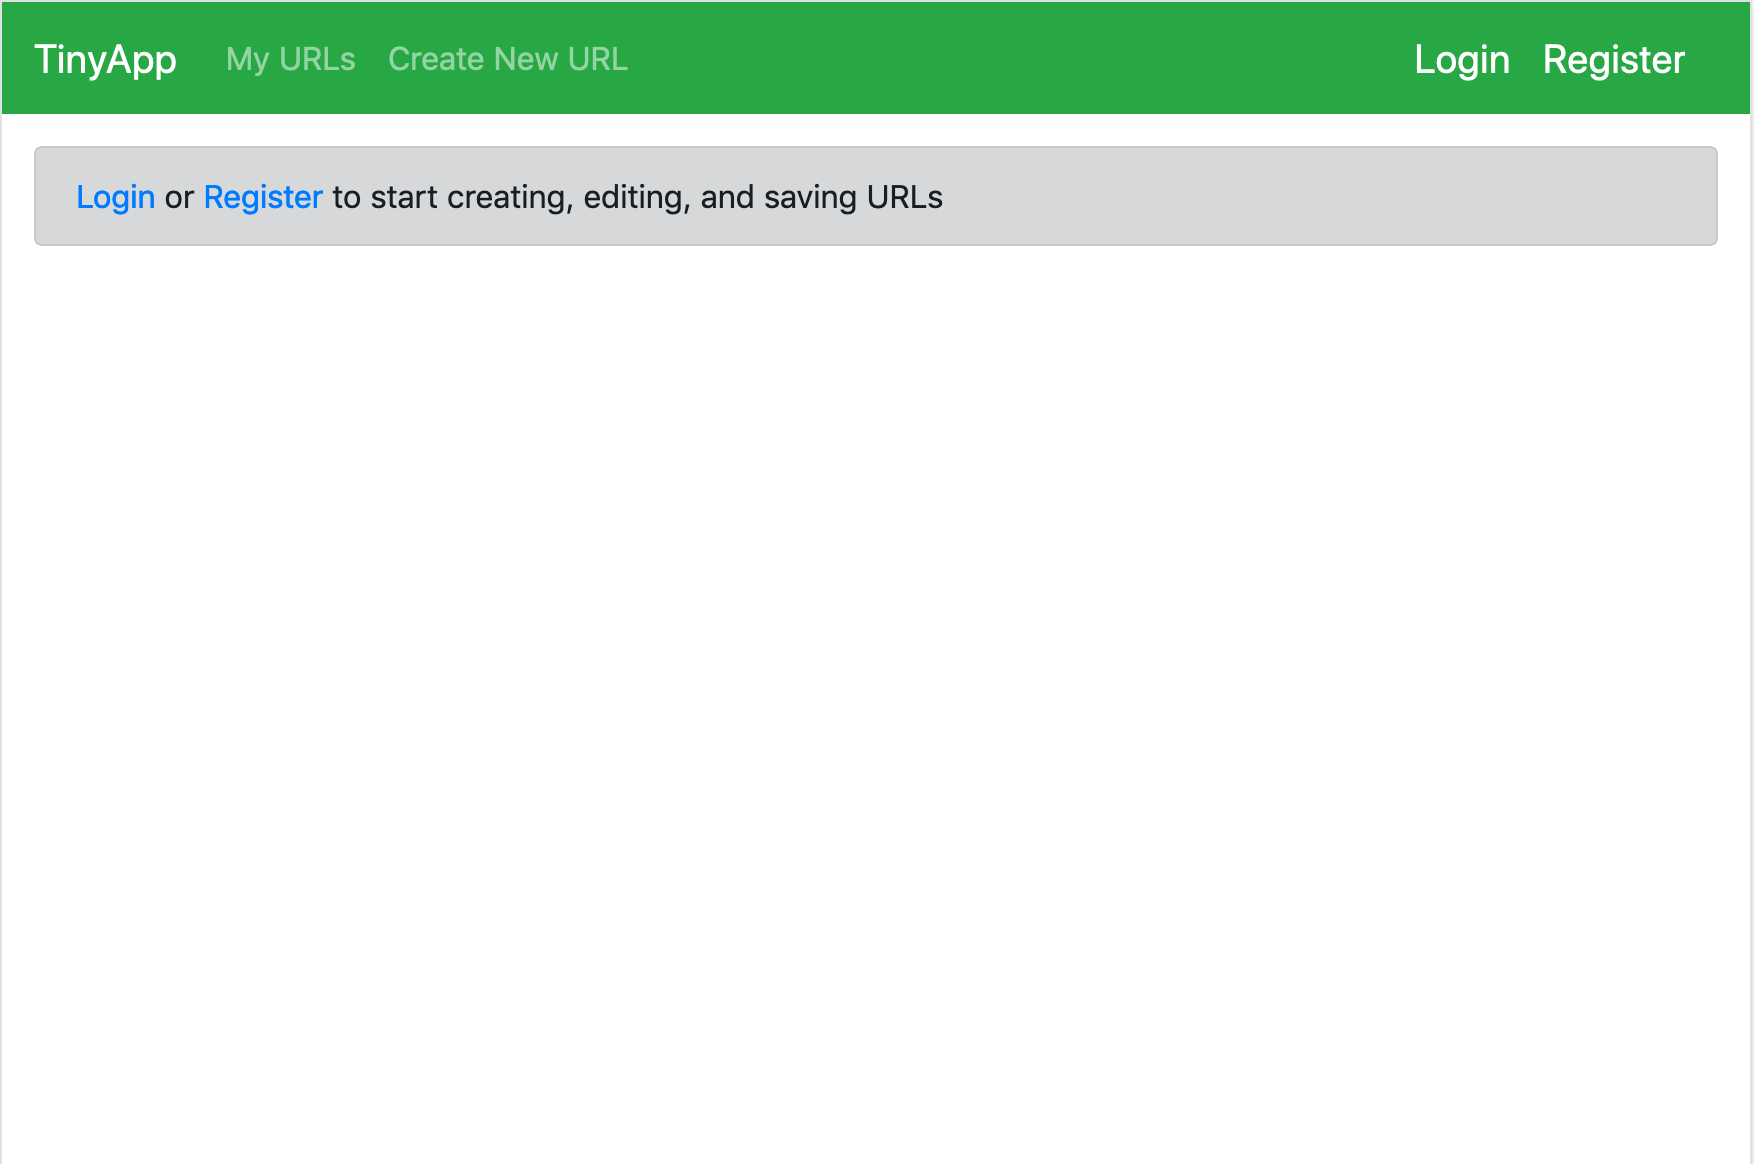 TinyApp My URLs Create New URL Login Register
Login or Register to start creating, editing, and saving URLs